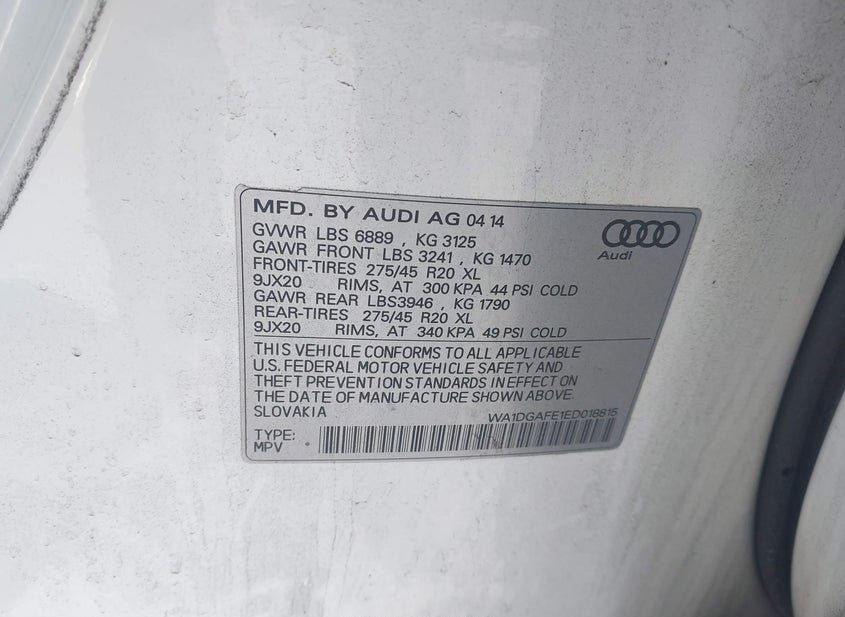 MFD. BY AUDI AG 04 14
GVWR LBS 6889 , KG 3125
GAWR FRONT LBS 3241 , KG 1470
FRONT-TIRES 275/45 R20 XL
9JX20 RIMS, AT 300 KPA 44 PSI COLD
GAWR REAR LBS3946 , KG 1790
REAR-TIRES 275/45 R20 XL
9JX20 RIMS, AT 340 KPA 49 PSI COLD
Audi
THIS VEHICLE CONFORMS TO ALL APPLICABLE
U.S. FEDERAL MOTOR VEHICLE SAFETY AND
THEFT PREVENTION STANDARDS IN EFFECT ON
THE DATE OF MANUFACTURE SHOWN ABOVE.
SLOVAKIA WA1DGAFE1ED018815
TYPE:
MPV